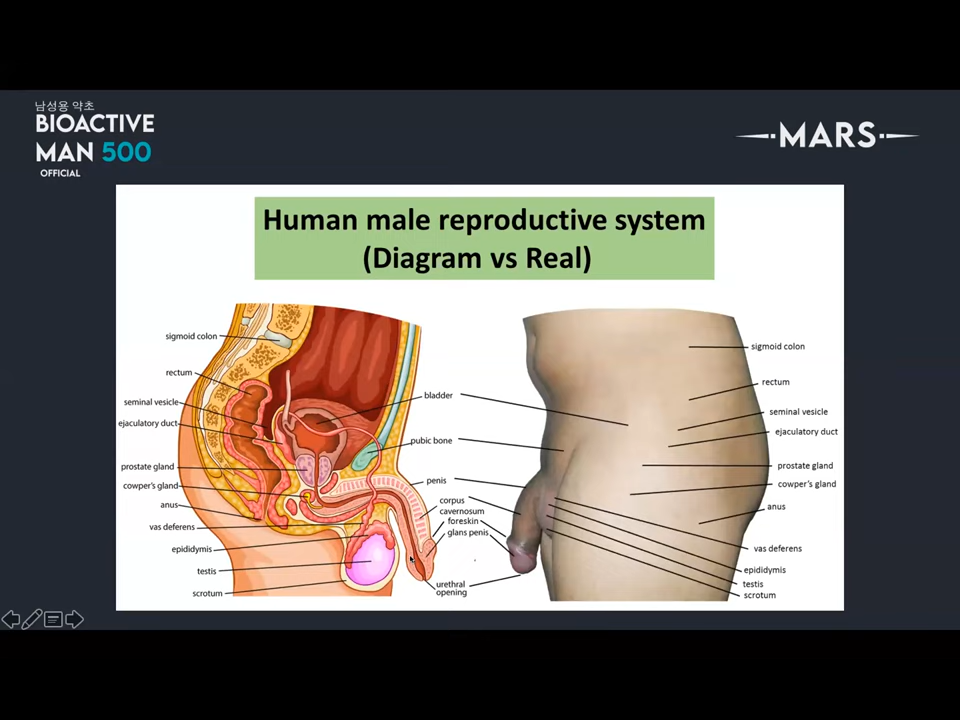 남성용 약초
BIOACTIVE
MAN 500
OFFICIAL
MARS
Human male reproductive system
(Diagram vs Real)
sigmoid colon
rectum
seminal vesicle
ejaculatory duct
prostate gland
cowper's gland
anus
vas deferens
epididymis
testis
scrotum
bladder
pubic bone
penis
corpus
cavernosum
foreskin
glans penis
urethral
opening
sigmoid colon
rectum
seminal vesicle
ejaculatory duct
prostate gland
cowper's gland
anus
vas deferens
epididymis
testis
scrotum